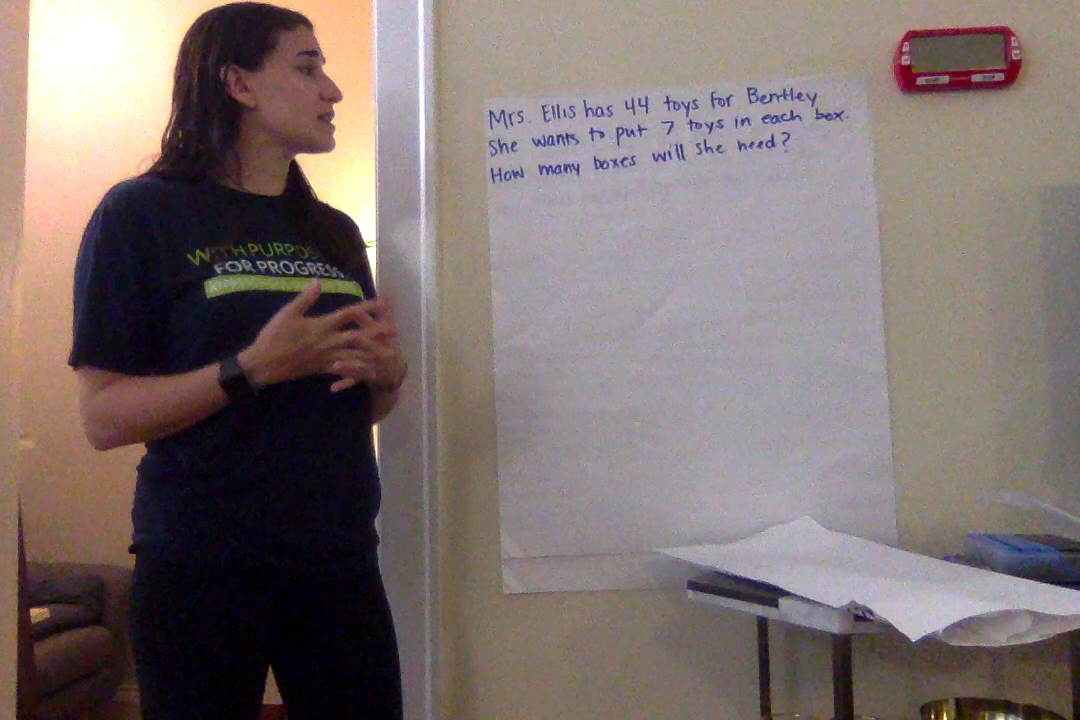 Mrs. Ellis has 44 toys for Bentley
She wants to put 7 toys in each box.
How many boxes will she need?
WITH PURPOSE
FOR PROGRESS